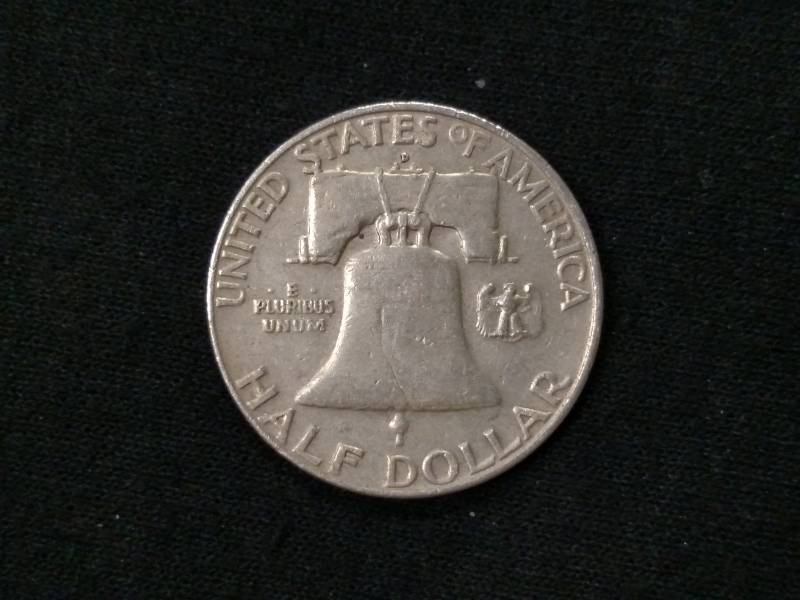 UNITED STATES OF AMERICA
D
E
PLURIBUS
UNUM
HALF DOLLAR